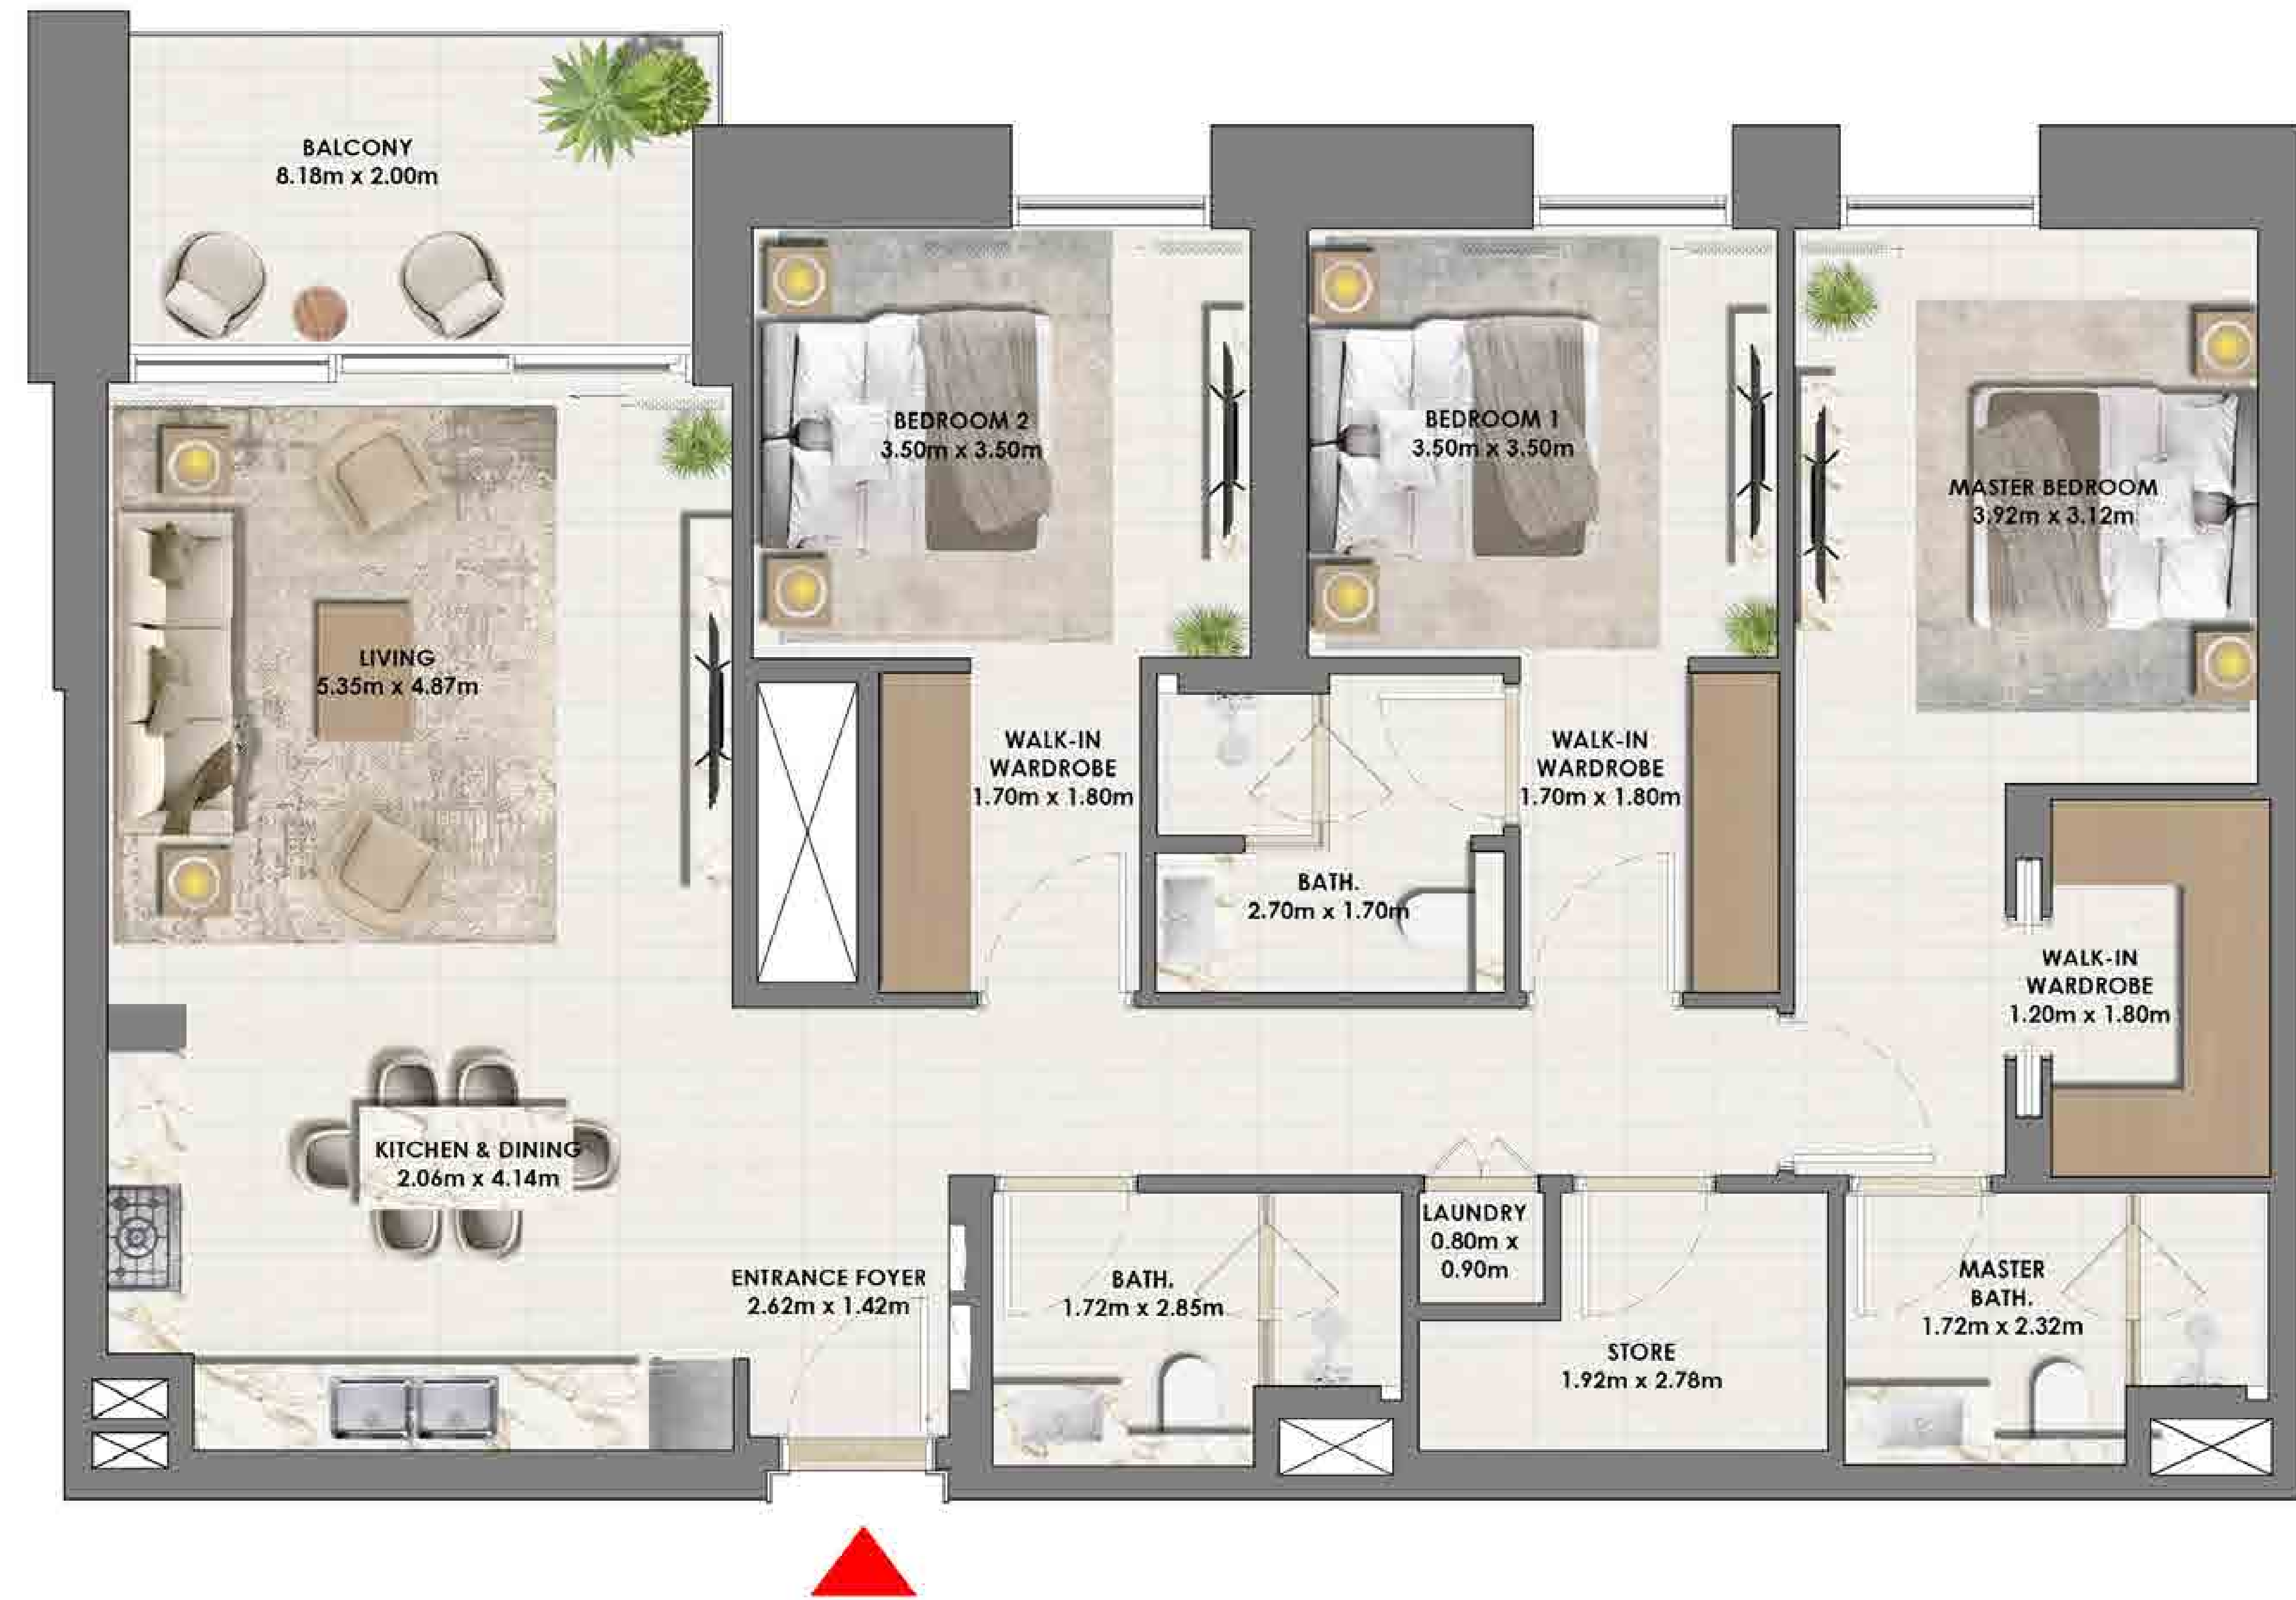 BALCONY
8.18m x 2.00m
BEDROOM 2
3.50m x 3.50m
BEDROOM 1
3.50m x 3.50m
MASTER BEDROOM
3.92m x 3.12m
LIVING
5.35m x 4.87m
WALK-IN
WARDROBE
1.70m x 1.80m
WALK-IN
WARDROBE
1.70m x 1.80m
BATH.
2.70m x 1.70m
WALK-IN
WARDROBE
1.20m x 1.80m
KITCHEN & DINING
2.06m x 4.14m
ENTRANCE FOYER
2.62m x 1.42m
BATH.
1.72m x 2.85m
LAUNDRY
0.80m x
0.90m
STORE
1.92m x 2.78m
MASTER
BATH.
1.72m x 2.32m